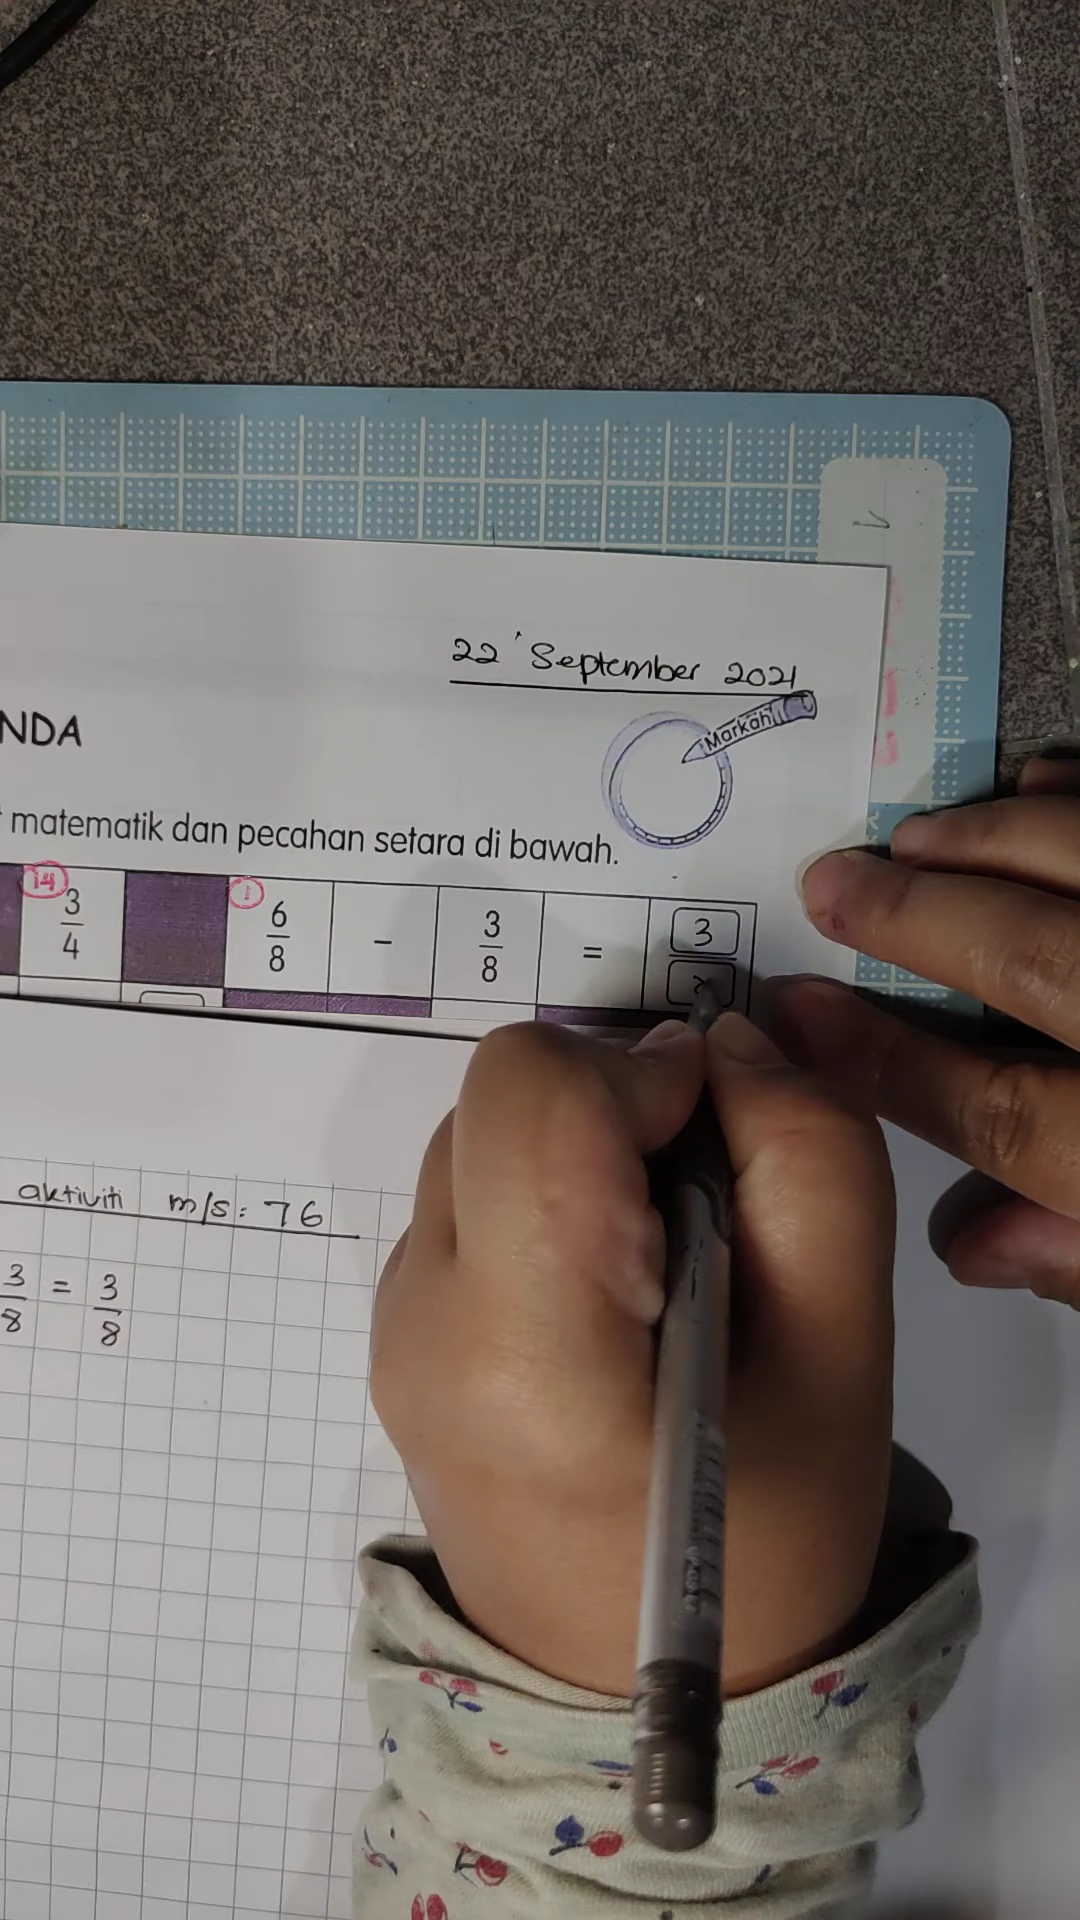 22 September 2021
NDA
Markah
matematik dan pecahan setara di bawah.
14 3/4 1 6/8 - 3/8 = 3
aktiviti m/s: 76
3/8 = 3/8